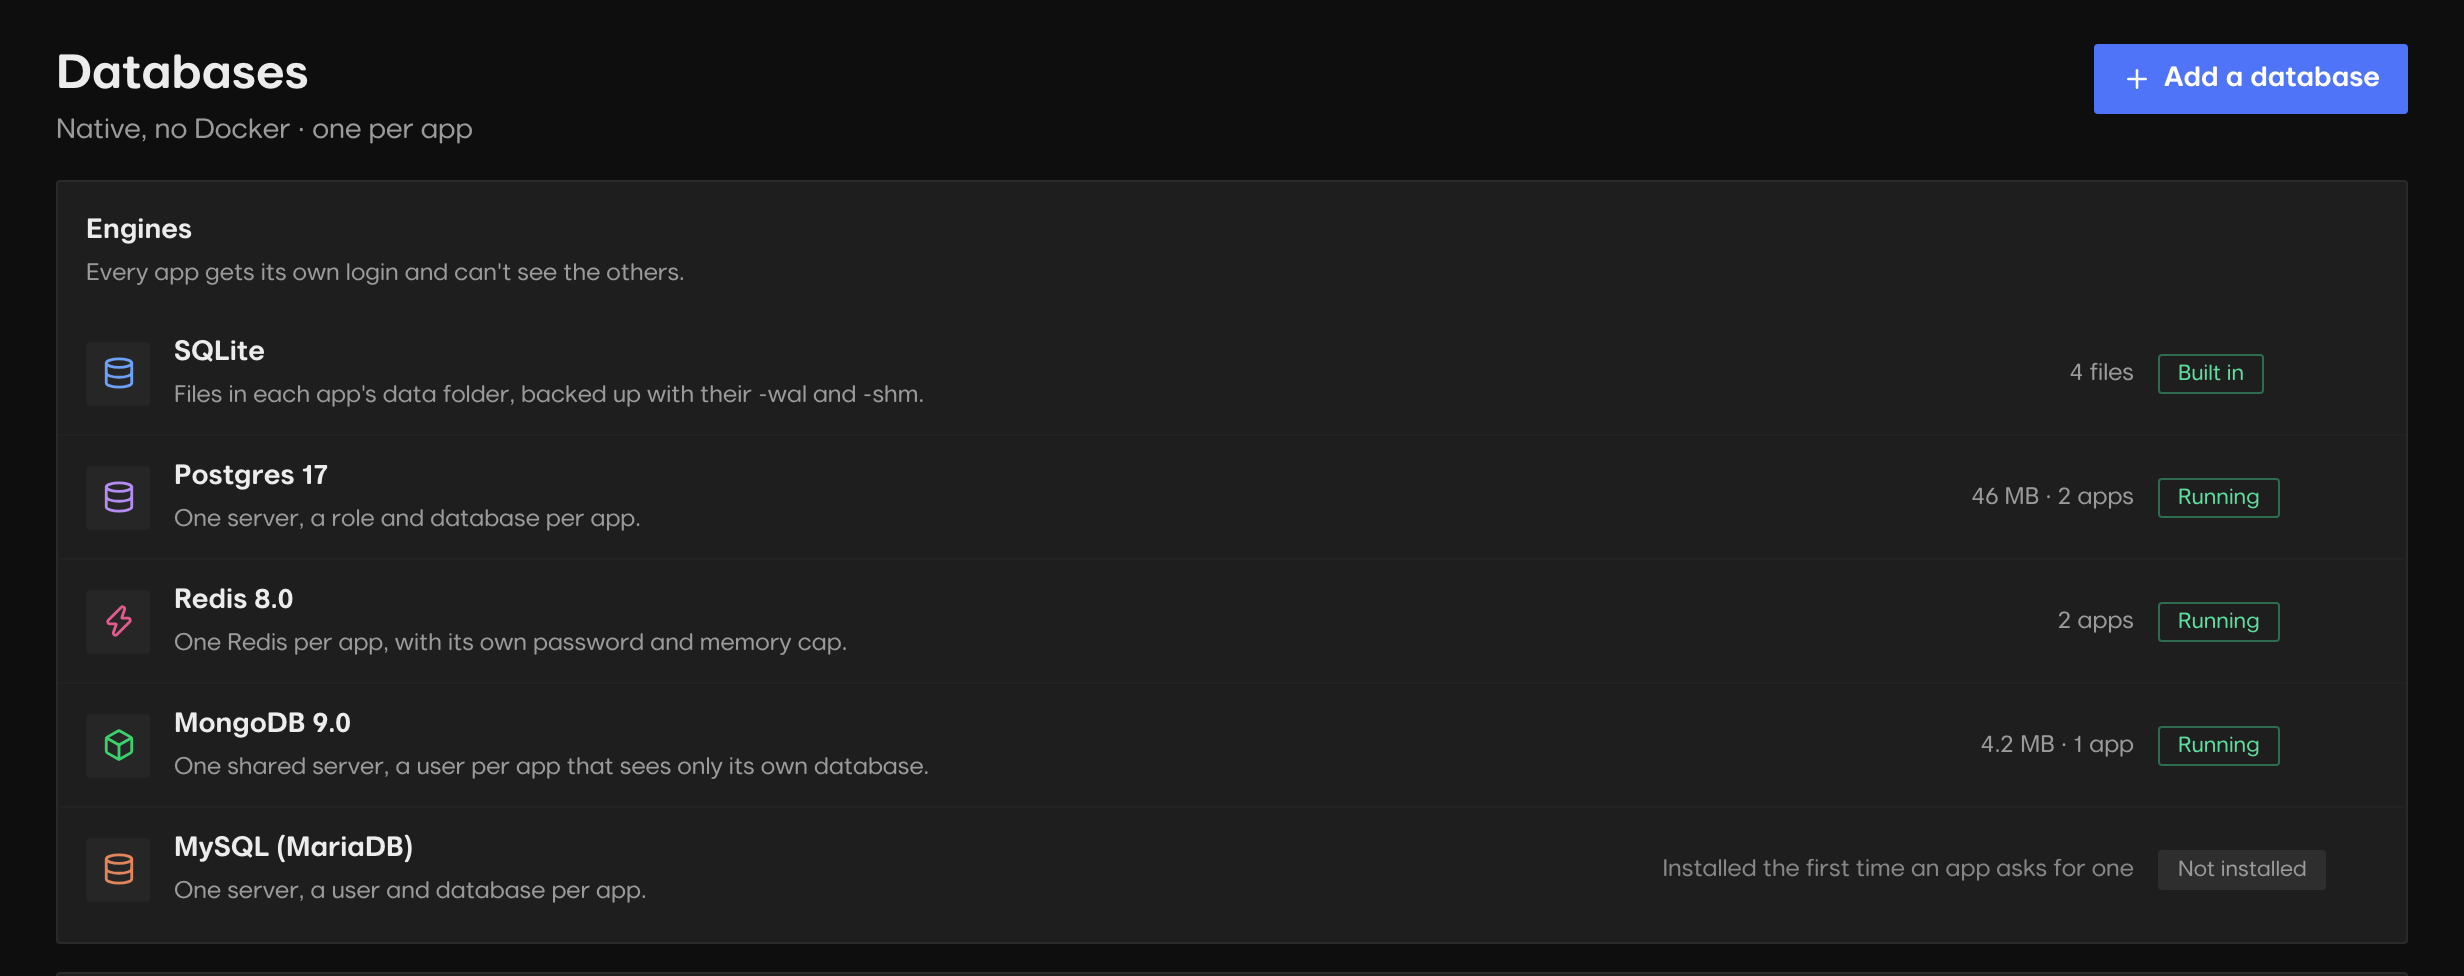 Databases
Native, no Docker · one per app
+ Add a database
Engines
Every app gets its own login and can't see the others.
SQLite
Files in each app's data folder, backed up with their -wal and -shm.
4 files
Built in
Postgres 17
One server, a role and database per app.
46 MB · 2 apps
Running
Redis 8.0
One Redis per app, with its own password and memory cap.
2 apps
Running
MongoDB 9.0
One shared server, a user per app that sees only its own database.
4.2 MB · 1 app
Running
MySQL (MariaDB)
One server, a user and database per app.
Installed the first time an app asks for one
Not installed